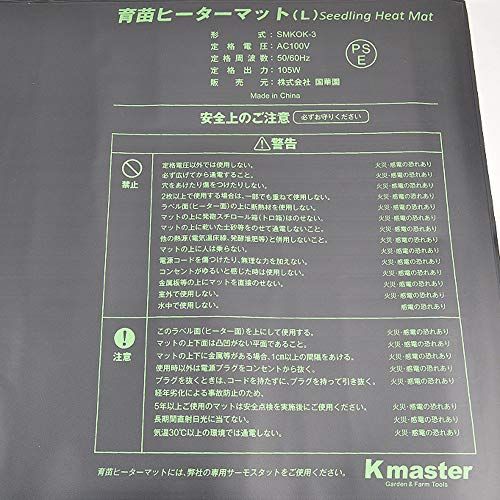 育苗ヒーターマット(L) Seedling Heat Mat
形 式:SMKOK-3
定格電圧:AC100V
定格周波数:50/60Hz
定格出力:105W
販売元:株式会社 国華園
Made in China
PS
E
安全上のご注意 必ずお守りください
警告
禁止
定格電圧以外では使用しない。 火災・感電の恐れあり
必ず広げてから通電すること。 火災・感電の恐れあり
穴をあけたり傷をつけたりしない。 火災・感電の恐れあり
2枚以上で使用する場合は、一部でも重ねて使用しない。 火災・感電の恐れあり
ラベル面(ヒーター面)の上に断熱材を使用しない。 火災・感電の恐れあり
マットの上に発砲スチロール箱(トロ箱)はのせない。 火災・感電の恐れあり
マットの上に乾いた土砂等をのせて通電しないこと。 火災・感電の恐れあり
他の熱源(電気温床線、発酵堆肥等)と併用しないこと。 火災・感電の恐れあり
マットの上に人は乗らない。 火災・感電の恐れあり
電源コードを傷つけたり、無理な力を加えない。 火災・感電の恐れあり
コンセントがゆるいと感じた時は使用しない。 火災・感電の恐れあり
金属板等の上にマットを直接のせない。 火災・感電の恐れあり
室外で使用しない。 火災・感電の恐れあり
水中で使用しない。 感電の恐れあり
注意
このラベル面(ヒーター面)を上にして使用する。 火災・感電の恐れあり
マットの上下面は凸凹がない平面であること。 火災・感電の恐れあり
マットの上下に金属等がある場合、1cm以上の間隔をあける。 火災・感電の恐れあり
使用時以外は電源プラグをコンセントから抜く。 火災・感電の恐れあり
プラグを抜くときは、コードを持たずに、プラグを持って引き抜く。 火災・感電の恐れあり
経年劣化による事故防止のため、
5年以上ご使用のマットは安全点検を実施後にご使用ください。 火災・感電の恐れあり
長期間直射日光に当てない。 火災・感電の恐れあり
気温30℃以上の環境では通電しない。 火災・感電の恐れあり
育苗ヒーターマットには、弊社の専用サーモスタットをご使用ください。
Kmaster
Garden & Farm Tools